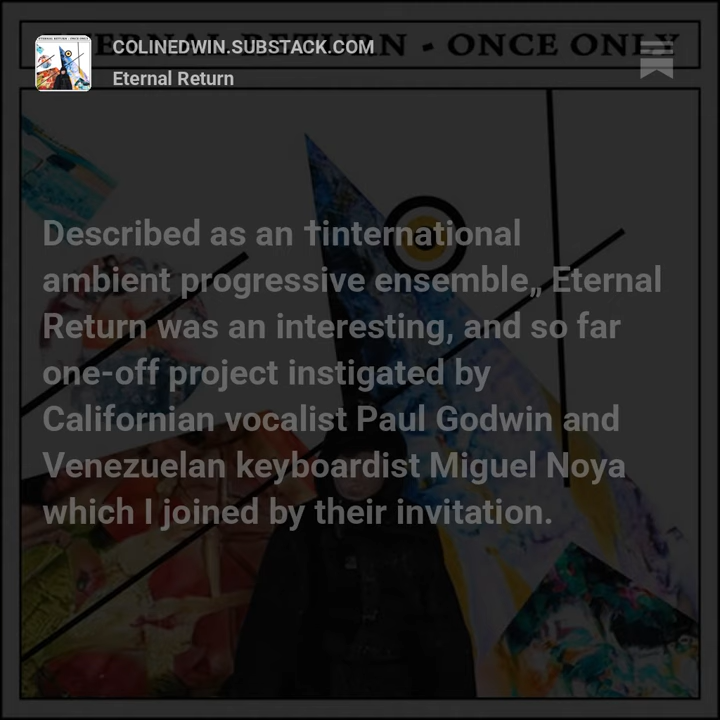 ETERNAL RETURN - ONCE ONLY
COLINEDWIN.SUBSTACK.COM
Eternal Return
Described as an †international
ambient progressive ensemble„ Eternal
Return was an interesting, and so far
one-off project instigated by
Californian vocalist Paul Godwin and
Venezuelan keyboardist Miguel Noya
which I joined by their invitation.